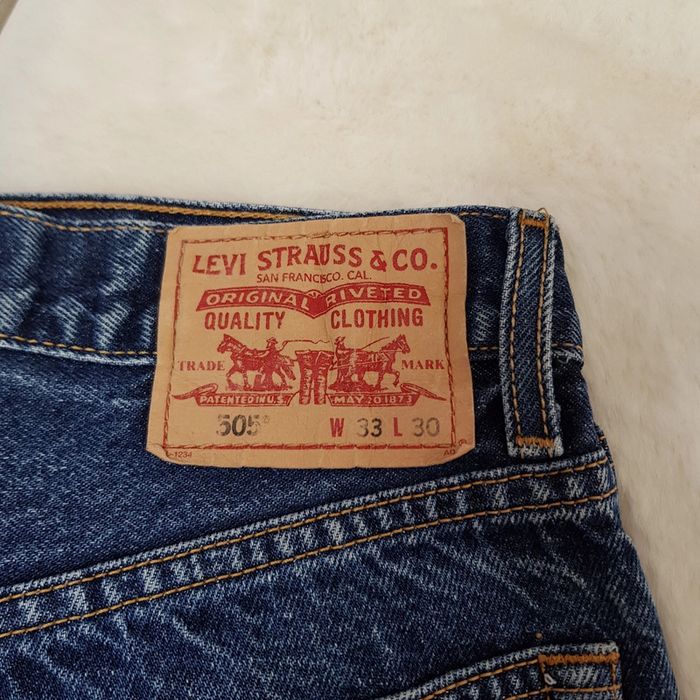 LEVI STRAUSS & CO.
SAN FRANCISCO. CAL.
ORIGINAL RIVETED
QUALITY CLOTHING
TRADE MARK
PATENTED IN U.S. MAY 20 1873
505® W 33 L 30